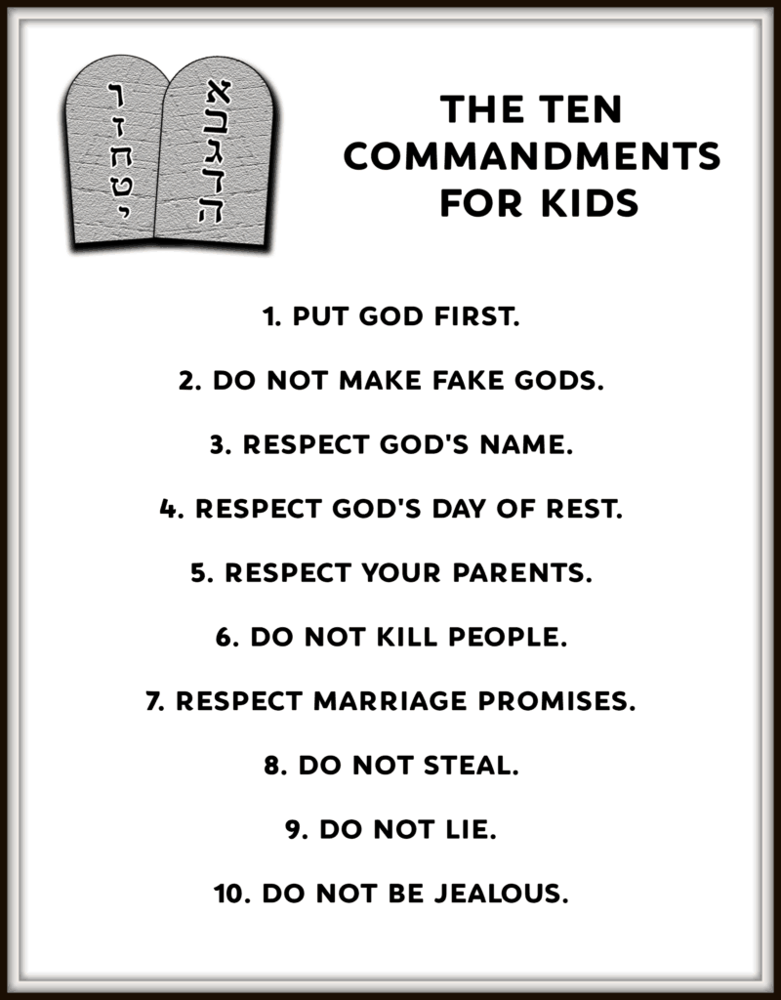 א
ב
ג
ד
ה
ו
ז
ח
ט
י
THE TEN
COMMANDMENTS
FOR KIDS
1. PUT GOD FIRST.
2. DO NOT MAKE FAKE GODS.
3. RESPECT GOD'S NAME.
4. RESPECT GOD'S DAY OF REST.
5. RESPECT YOUR PARENTS.
6. DO NOT KILL PEOPLE.
7. RESPECT MARRIAGE PROMISES.
8. DO NOT STEAL.
9. DO NOT LIE.
10. DO NOT BE JEALOUS.